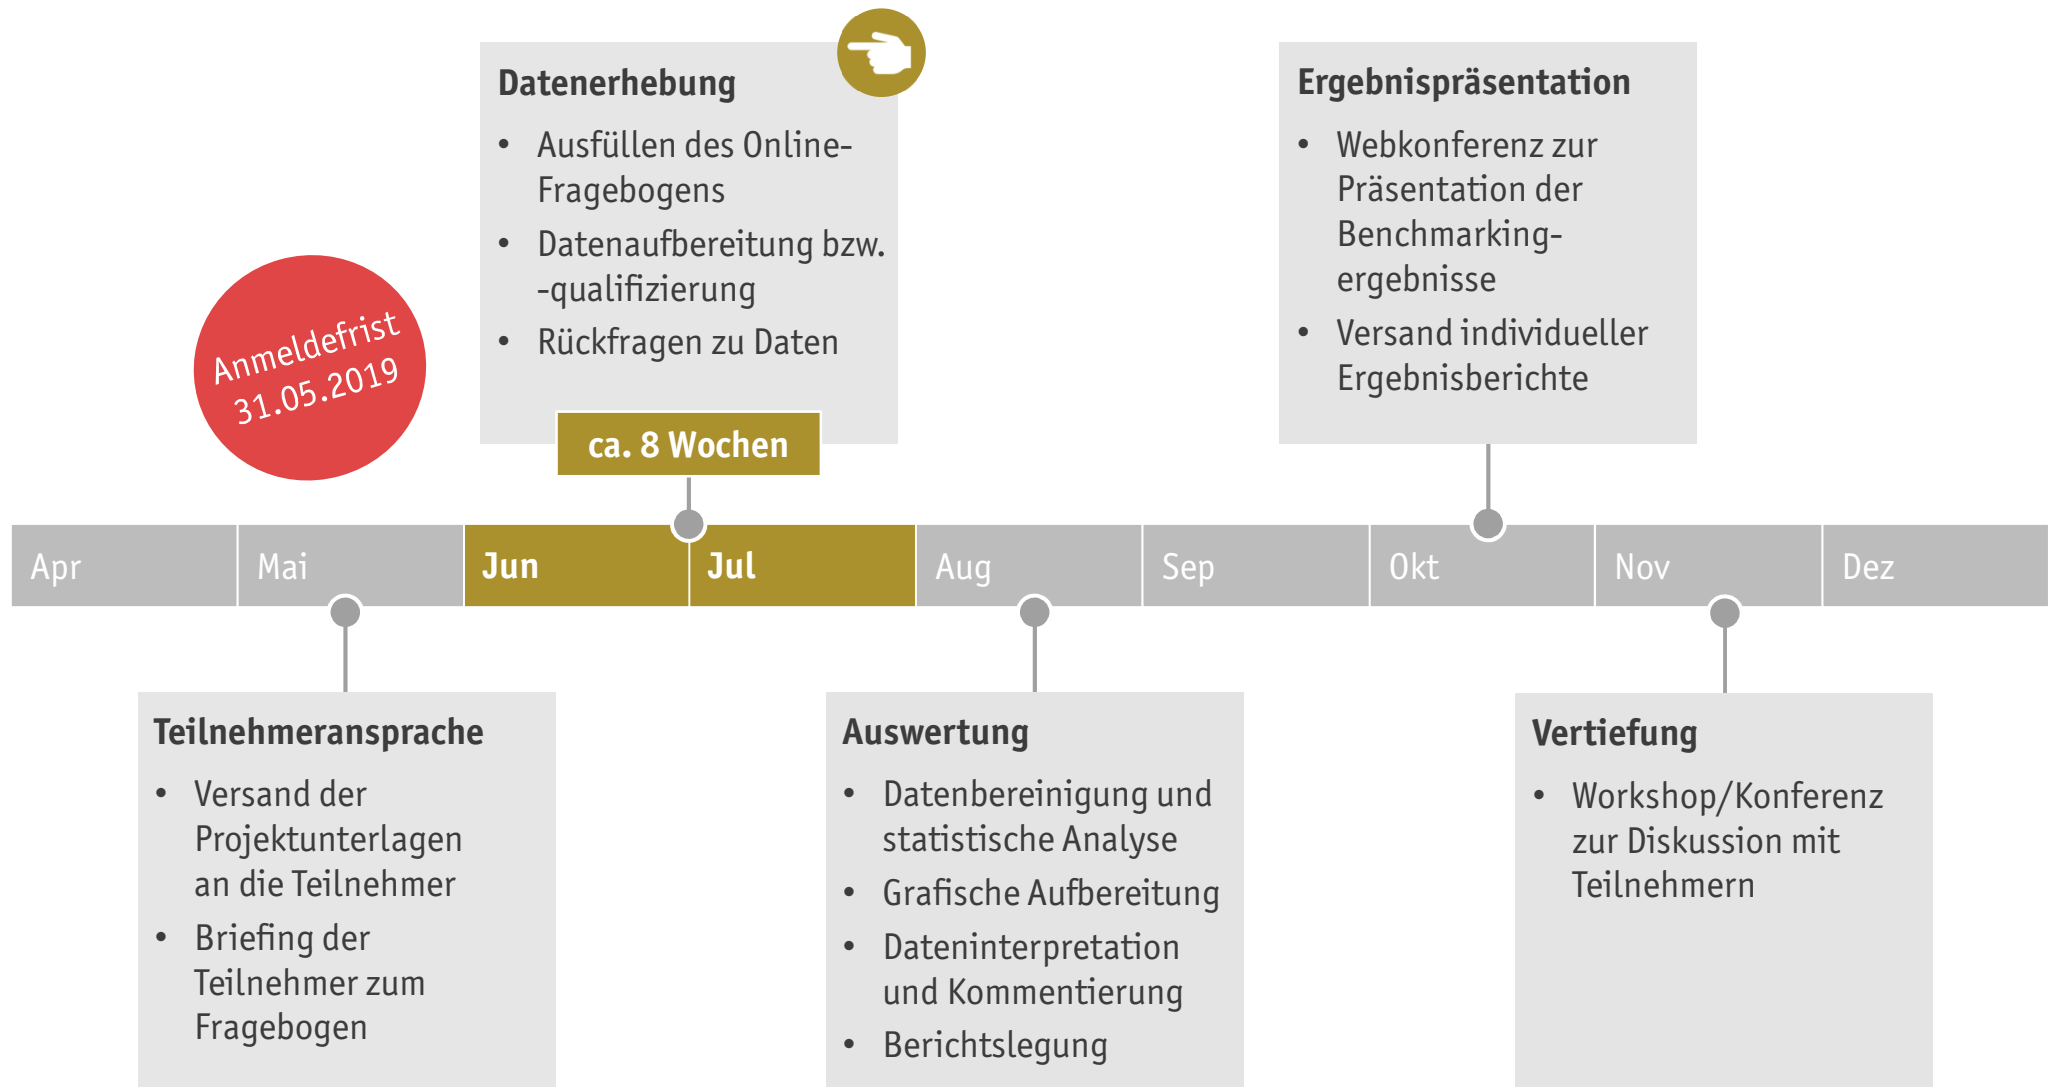 Datenerhebung
• Ausfüllen des Online-
Fragebogens
• Datenaufbereitung bzw.
-qualifizierung
• Rückfragen zu Daten
ca. 8 Wochen
Ergebnispräsentation
• Webkonferenz zur
Präsentation der
Benchmarking-
ergebnisse
• Versand individueller
Ergebnisberichte
Anmeldefrist
31.05.2019
Apr Mai Jun Jul Aug Sep Okt Nov Dez
Teilnehmeransprache
• Versand der
Projektunterlagen
an die Teilnehmer
• Briefing der
Teilnehmer zum
Fragebogen
Auswertung
• Datenbereinigung und
statistische Analyse
• Grafische Aufbereitung
• Dateninterpretation
und Kommentierung
• Berichtslegung
Vertiefung
• Workshop/Konferenz
zur Diskussion mit
Teilnehmern